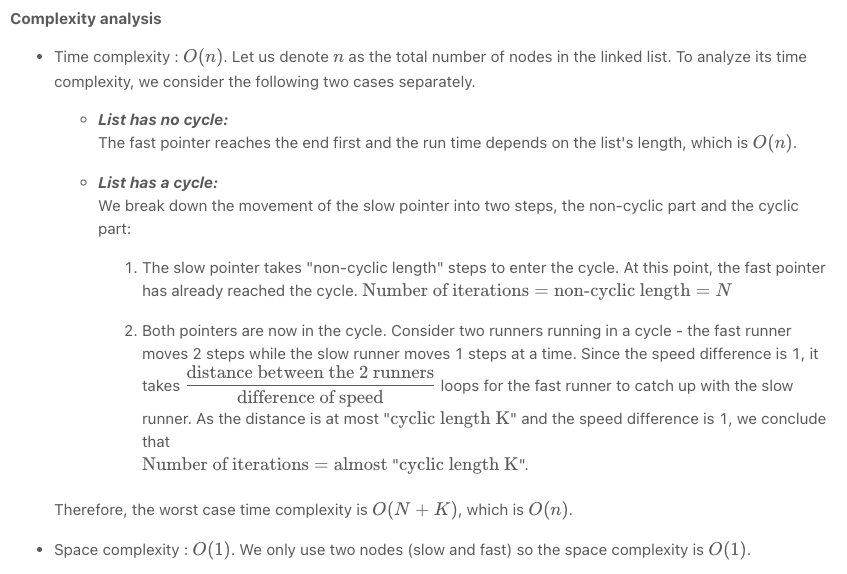 Complexity analysis
• Time complexity : O(n). Let us denote n as the total number of nodes in the linked list. To analyze its time
complexity, we consider the following two cases separately.
○ List has no cycle:
The fast pointer reaches the end first and the run time depends on the list's length, which is O(n).
○ List has a cycle:
We break down the movement of the slow pointer into two steps, the non-cyclic part and the cyclic
part:
1. The slow pointer takes "non-cyclic length" steps to enter the cycle. At this point, the fast pointer
has already reached the cycle. Number of iterations = non-cyclic length = N
2. Both pointers are now in the cycle. Consider two runners running in a cycle - the fast runner
moves 2 steps while the slow runner moves 1 steps at a time. Since the speed difference is 1, it
takes distance between the 2 runners / difference of speed loops for the fast runner to catch up with the slow
runner. As the distance is at most "cyclic length K" and the speed difference is 1, we conclude
that
Number of iterations = almost "cyclic length K".
Therefore, the worst case time complexity is O(N + K), which is O(n).
• Space complexity : O(1). We only use two nodes (slow and fast) so the space complexity is O(1).